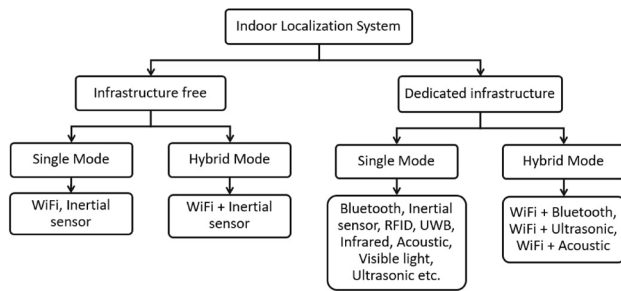 Indoor Localization System
Infrastructure free
Dedicated infrastructure
Single Mode
Hybrid Mode
Single Mode
Hybrid Mode
WiFi, Inertial
sensor
WiFi + Inertial
sensor
Bluetooth, Inertial
sensor, RFID, UWB,
Infrared, Acoustic,
Visible light,
Ultrasonic etc.
WiFi + Bluetooth,
WiFi + Ultrasonic,
WiFi + Acoustic